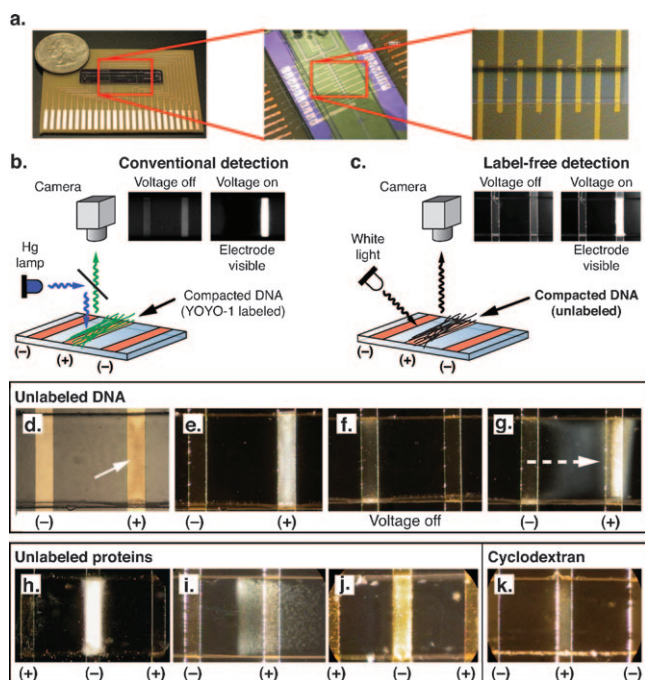 a.
b.
Conventional detection
Camera
Voltage off
Voltage on
Hg
lamp
Electrode
visible
Compacted DNA
(YOYO-1 labeled)
(–)
(+)
(–)
c.
Label-free detection
Camera
Voltage off
Voltage on
White
light
Electrode
visible
Compacted DNA
(unlabeled)
(–)
(+)
(–)
Unlabeled DNA
d.
e.
f.
g.
(–)
(+)
(–)
(+)
Voltage off
(–)
(+)
Unlabeled proteins
Cyclodextran
h.
i.
j.
k.
(+)
(–)
(+)
(–)
(+)
(+)
(–)
(+)
(–)
(+)
(–)